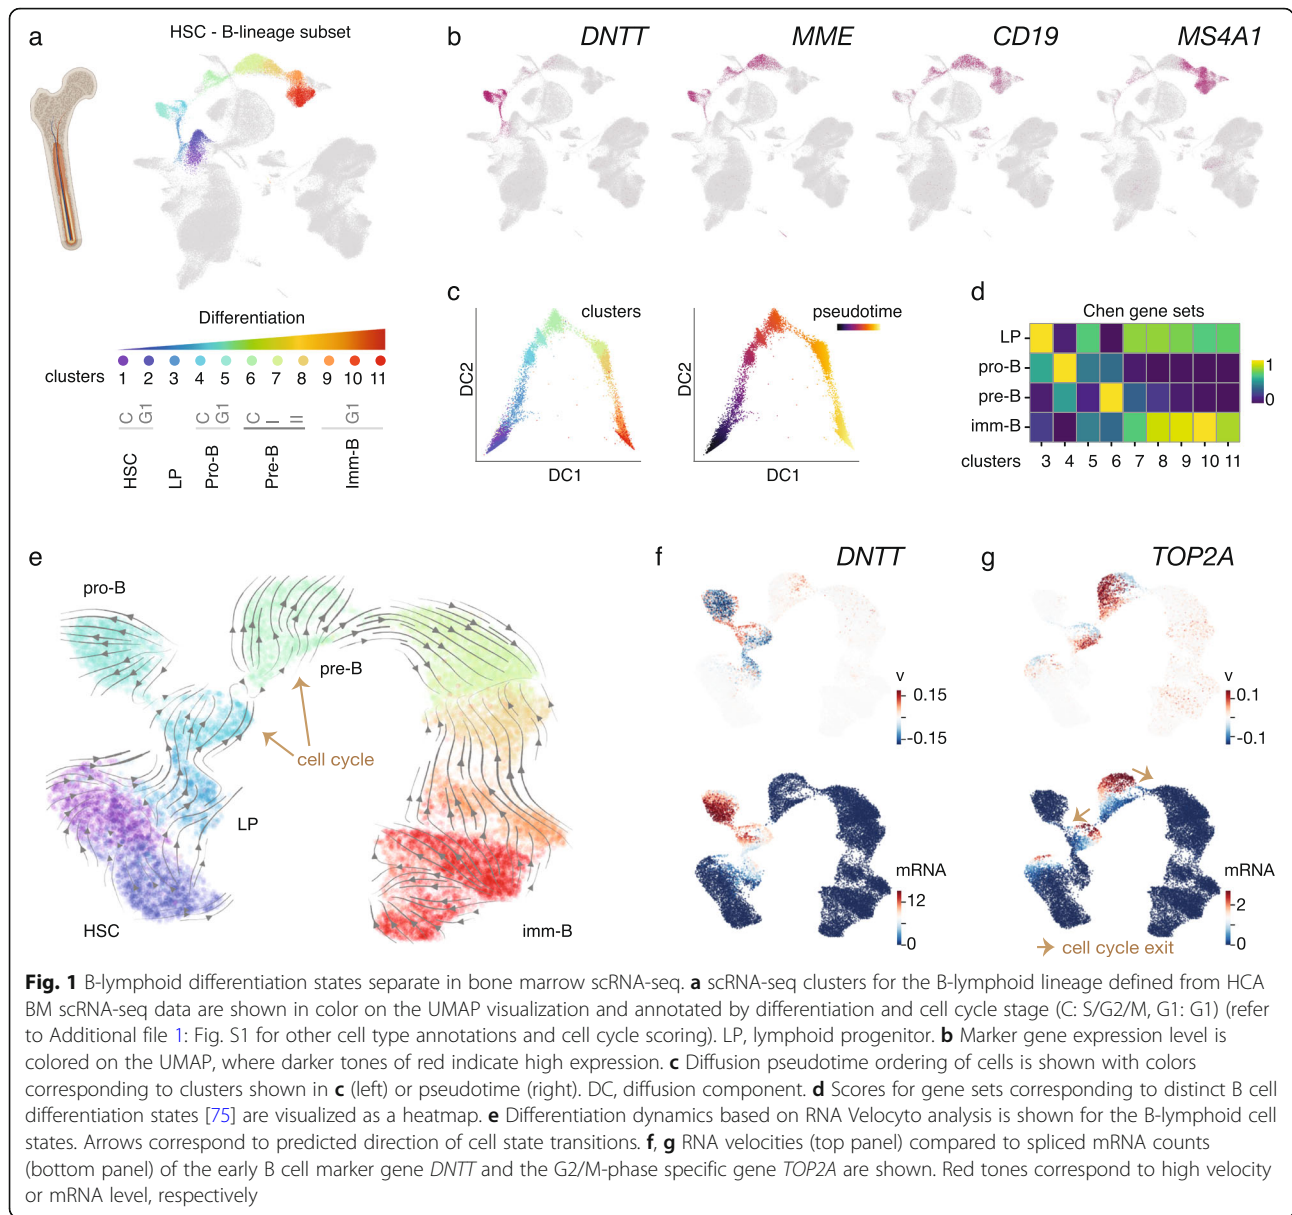 a
HSC - B-lineage subset
Differentiation
clusters 1 2 3 4 5 6 7 8 9 10 11
C G1 C G1 C I II G1
HSC LP Pro-B Pre-B Imm-B
b
DNTT MME CD19 MS4A1
c
clusters
DC2
DC1
pseudotime
DC2
DC1
d
Chen gene sets
LP
pro-B
pre-B
imm-B
clusters 3 4 5 6 7 8 9 10 11
1
0
e
pro-B
pre-B
cell cycle
LP
HSC
imm-B
f
DNTT
v
0.15
-0.15
mRNA
12
0
g
TOP2A
v
0.1
-0.1
mRNA
2
0
cell cycle exit
Fig. 1 B-lymphoid differentiation states separate in bone marrow scRNA-seq. a scRNA-seq clusters for the B-lymphoid lineage defined from HCA
BM scRNA-seq data are shown in color on the UMAP visualization and annotated by differentiation and cell cycle stage (C: S/G2/M, G1: G1) (refer
to Additional file 1: Fig. S1 for other cell type annotations and cell cycle scoring). LP, lymphoid progenitor. b Marker gene expression level is
colored on the UMAP, where darker tones of red indicate high expression. c Diffusion pseudotime ordering of cells is shown with colors
corresponding to clusters shown in c (left) or pseudotime (right). DC, diffusion component. d Scores for gene sets corresponding to distinct B cell
differentiation states [75] are visualized as a heatmap. e Differentiation dynamics based on RNA Velocyto analysis is shown for the B-lymphoid cell
states. Arrows correspond to predicted direction of cell state transitions. f, g RNA velocities (top panel) compared to spliced mRNA counts
(bottom panel) of the early B cell marker gene DNTT and the G2/M-phase specific gene TOP2A are shown. Red tones correspond to high velocity
or mRNA level, respectively